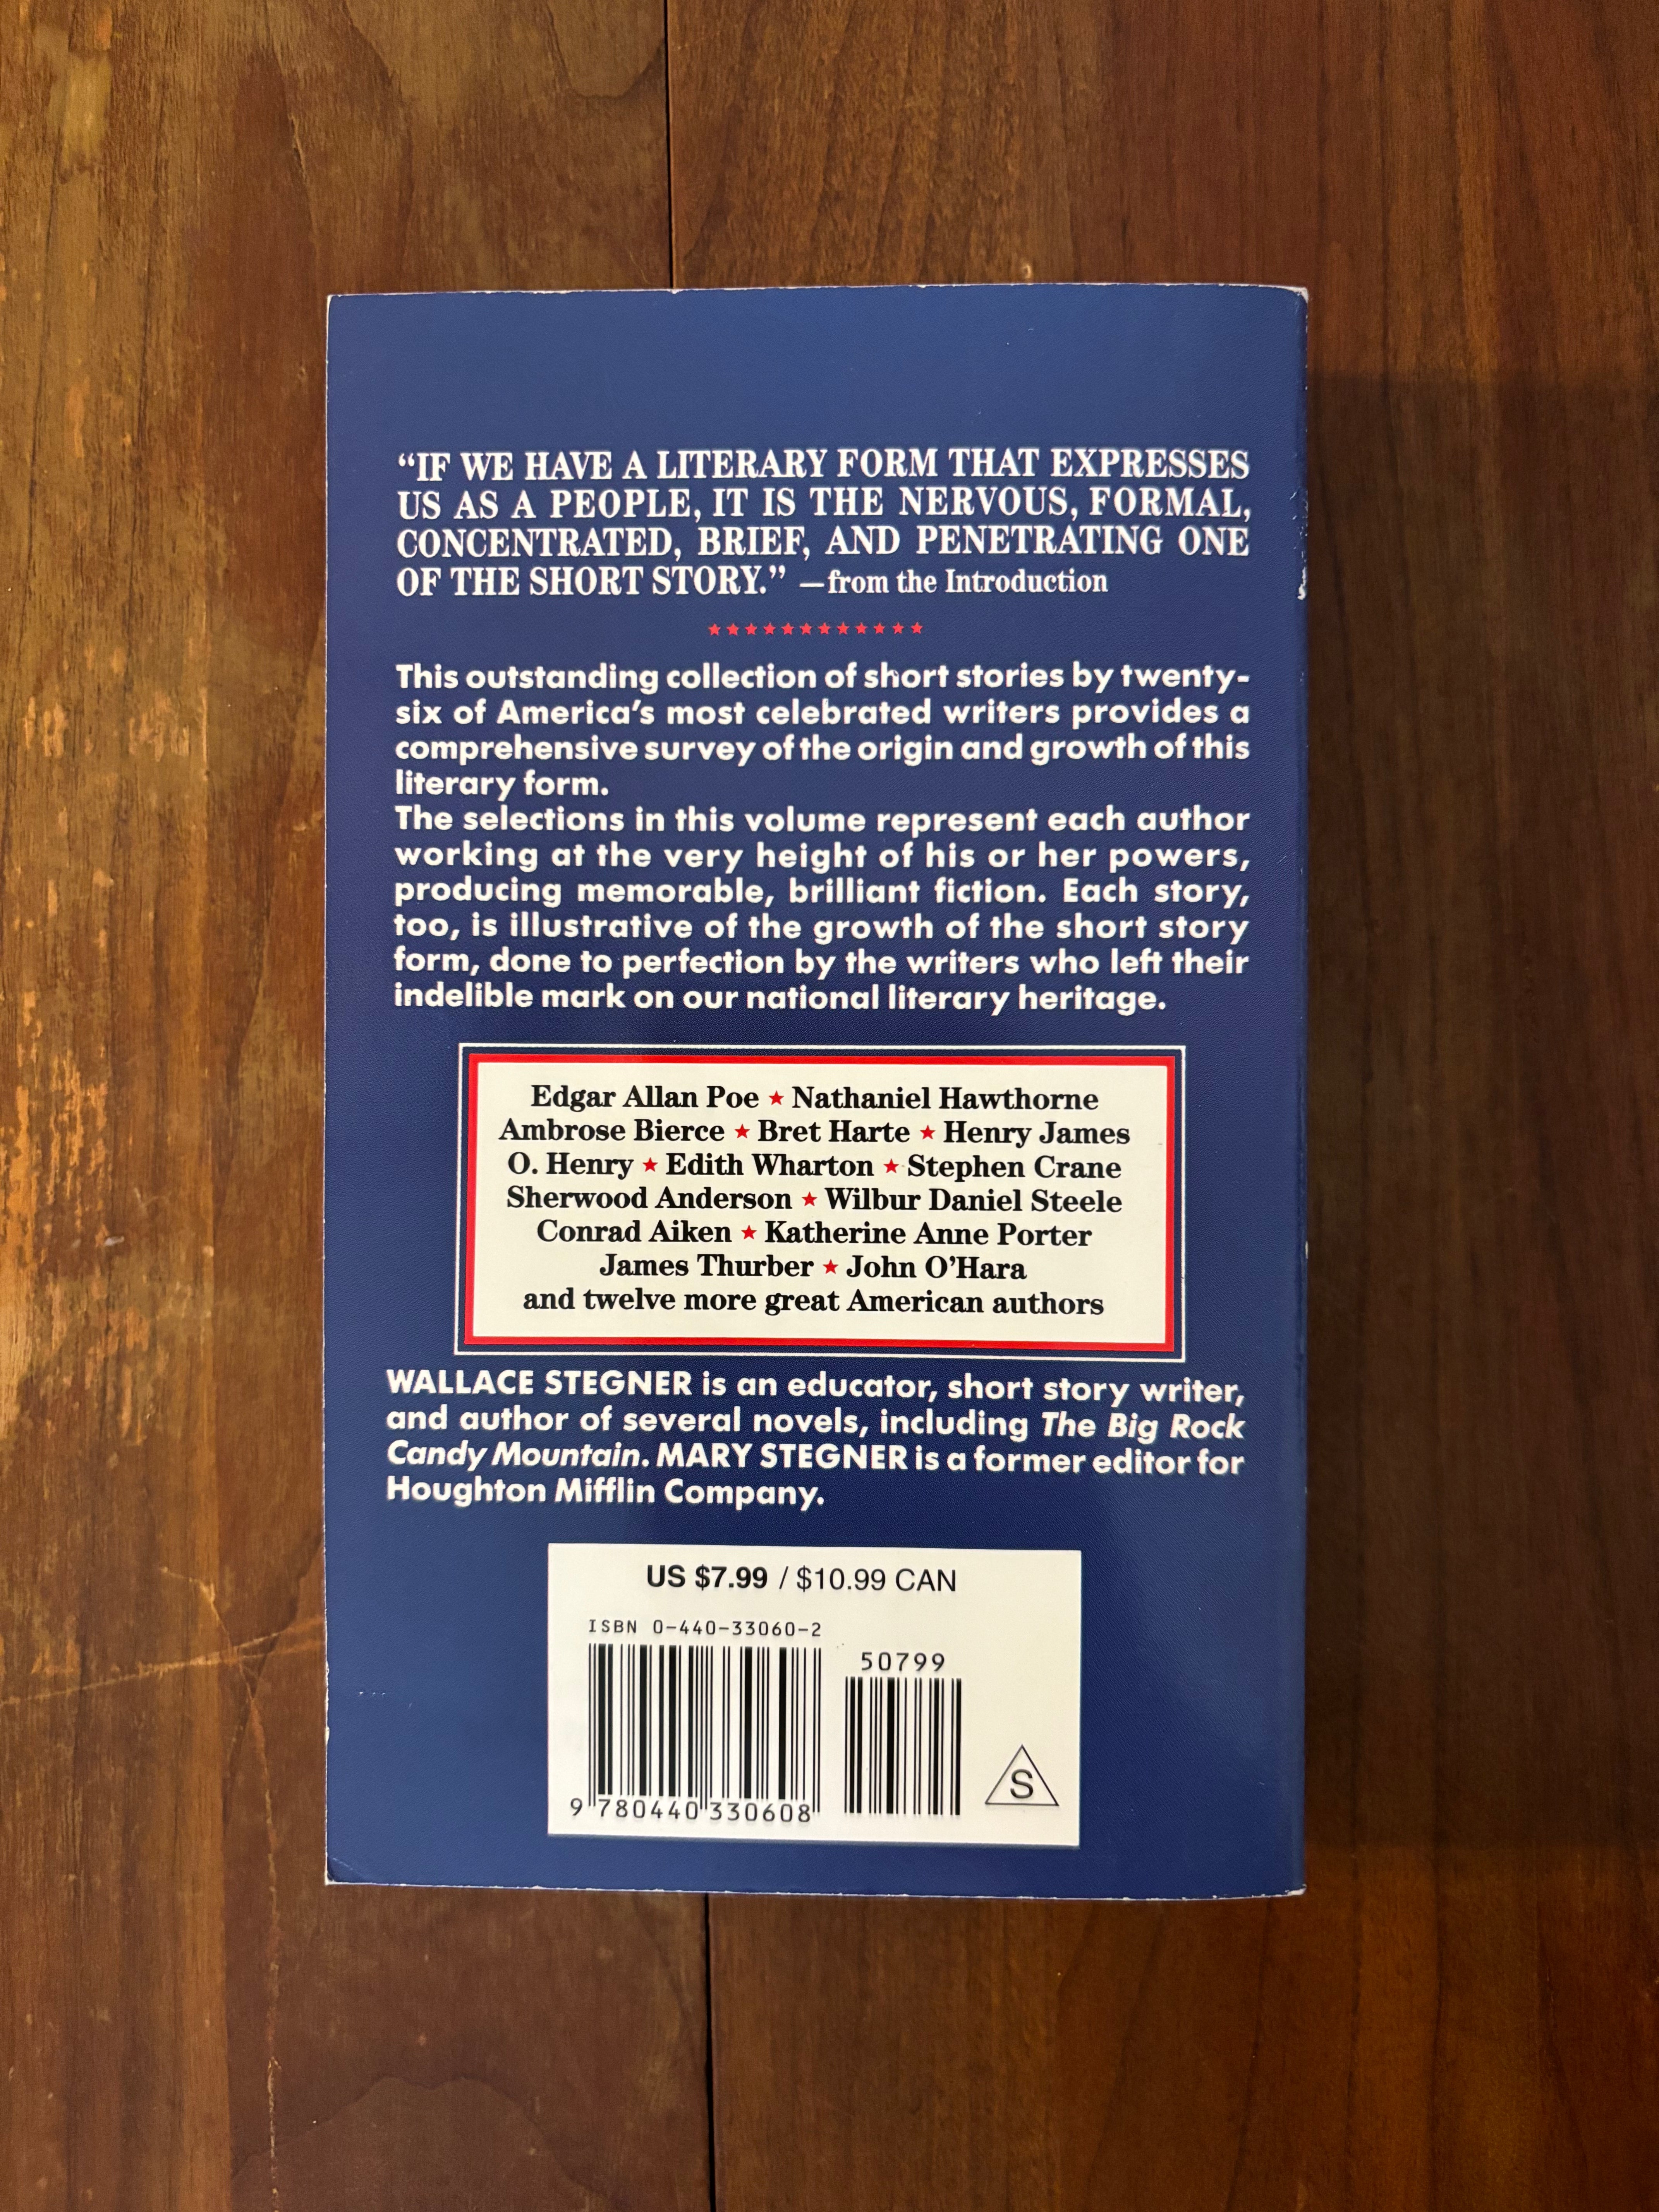 “IF WE HAVE A LITERARY FORM THAT EXPRESSES
US AS A PEOPLE, IT IS THE NERVOUS, FORMAL,
CONCENTRATED, BRIEF, AND PENETRATING ONE
OF THE SHORT STORY.” —from the Introduction
★★★★★★★★★★★★
This outstanding collection of short stories by twenty-
six of America’s most celebrated writers provides a
comprehensive survey of the origin and growth of this
literary form.
The selections in this volume represent each author
working at the very height of his or her powers,
producing memorable, brilliant fiction. Each story,
too, is illustrative of the growth of the short story
form, done to perfection by the writers who left their
indelible mark on our national literary heritage.
Edgar Allan Poe ★ Nathaniel Hawthorne
Ambrose Bierce ★ Bret Harte ★ Henry James
O. Henry ★ Edith Wharton ★ Stephen Crane
Sherwood Anderson ★ Wilbur Daniel Steele
Conrad Aiken ★ Katherine Anne Porter
James Thurber ★ John O’Hara
and twelve more great American authors
WALLACE STEGNER is an educator, short story writer,
and author of several novels, including The Big Rock
Candy Mountain. MARY STEGNER is a former editor for
Houghton Mifflin Company.
US $7.99 / $10.99 CAN
ISBN 0-440-33060-2
50799
9 780440 330608
S